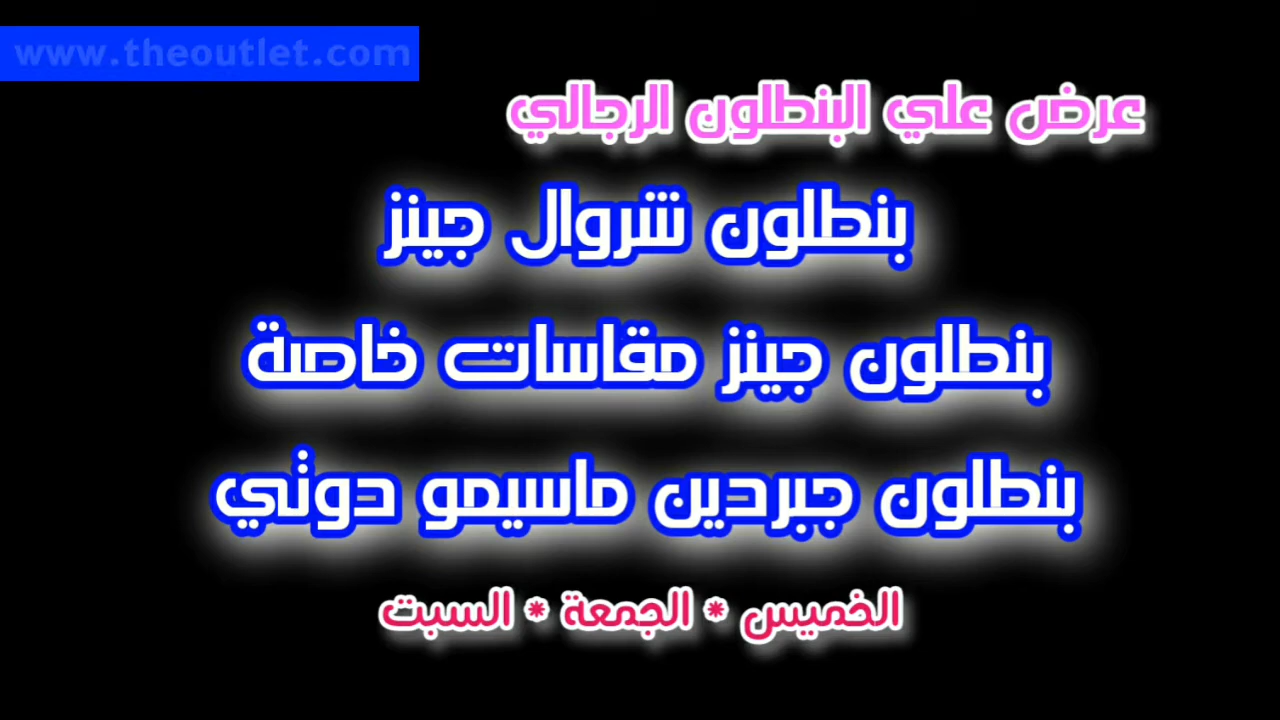 www.theoutlet.com
عرض علي البنطلون الرجالي
بنطلون شروال جينز
بنطلون جينز مقاسات خاصة
بنطلون جبردين ماسيمو دوتي
الخميس * الجمعة * السبت